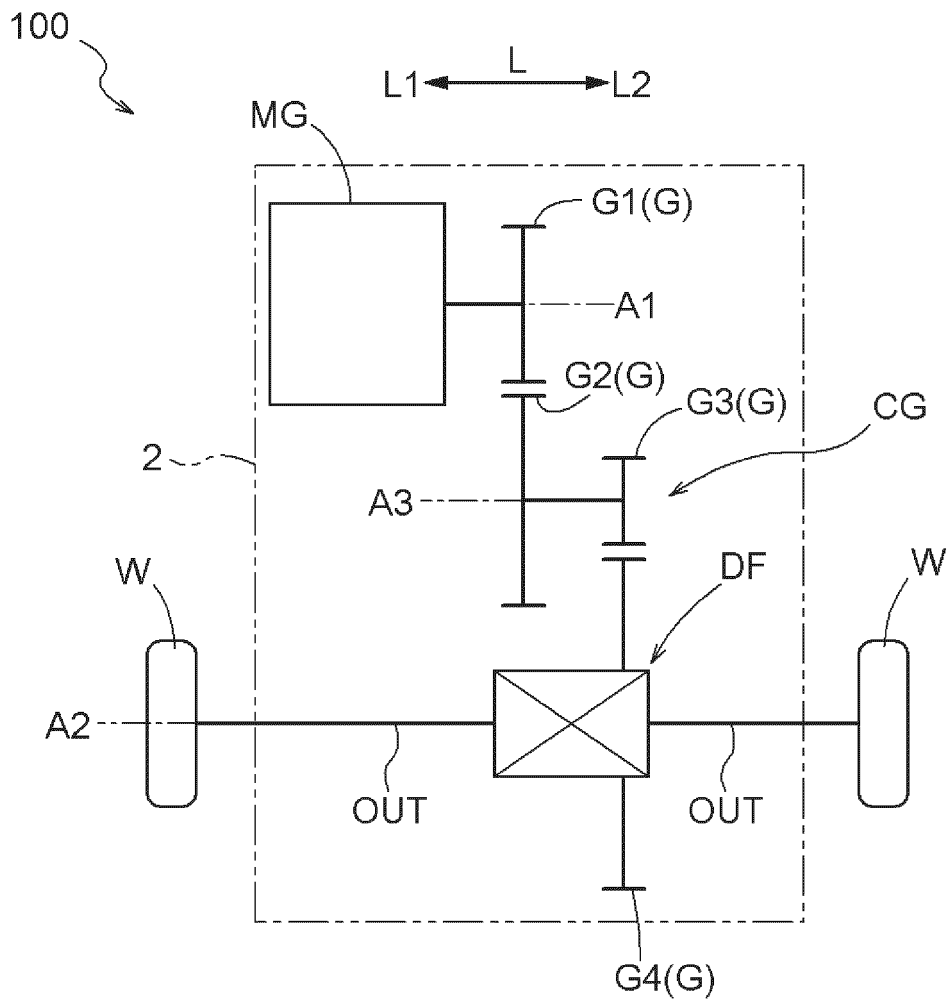 100
L
L1 L2
MG
G1(G)
A1
G2(G)
G3(G)
CG
2
A3
W
DF
W
A2
OUT
OUT
G4(G)